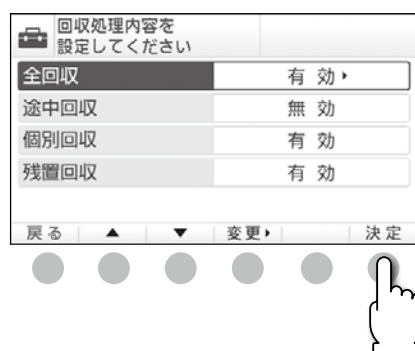 回収処理内容を
設定してください
全回収 有 効▶
途中回収 無 効
個別回収 有 効
残置回収 有 効
戻る ▲ ▼ 変更▶ 決定